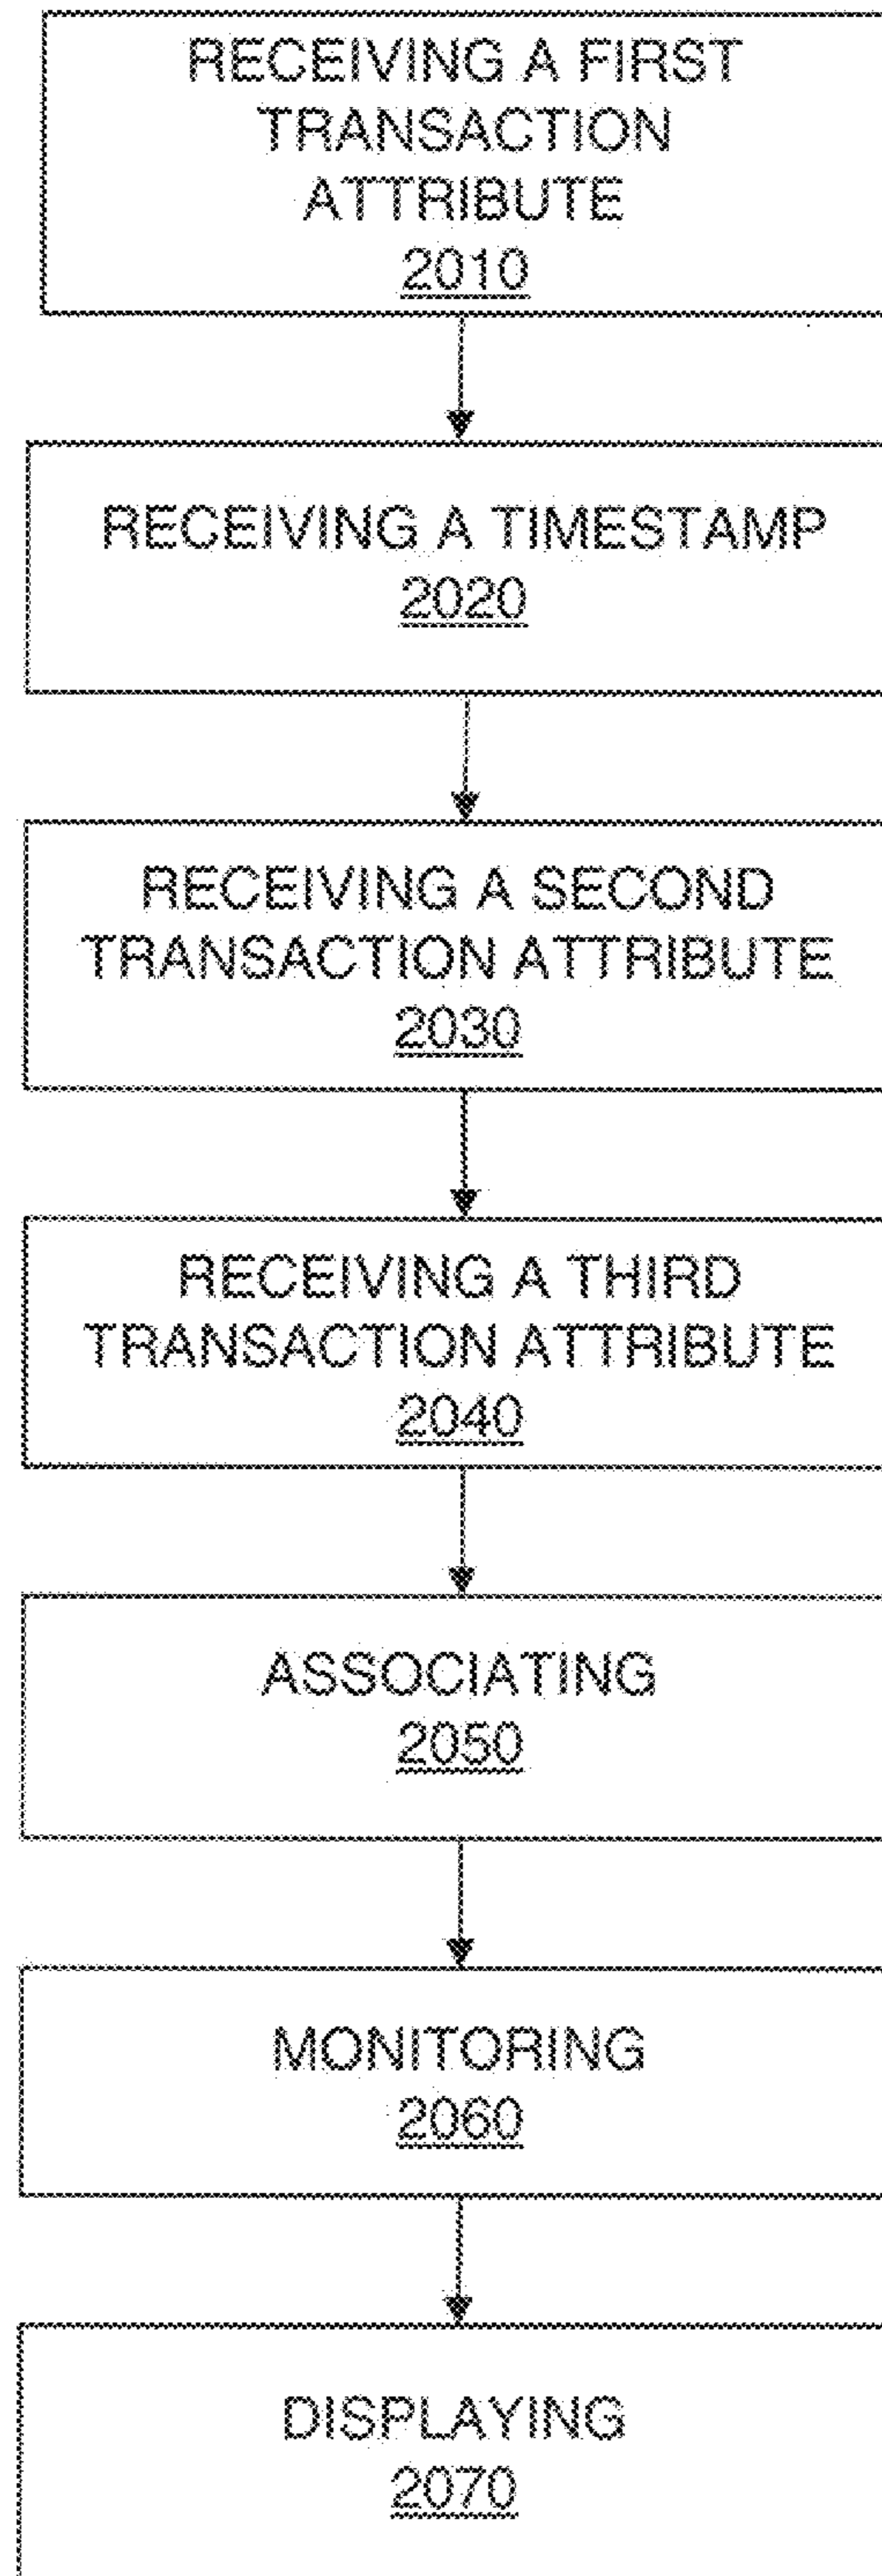 RECEIVING A FIRST
TRANSACTION
ATTRIBUTE
2010
RECEIVING A TIMESTAMP
2020
RECEIVING A SECOND
TRANSACTION ATTRIBUTE
2030
RECEIVING A THIRD
TRANSACTION ATTRIBUTE
2040
ASSOCIATING
2050
MONITORING
2060
DISPLAYING
2070